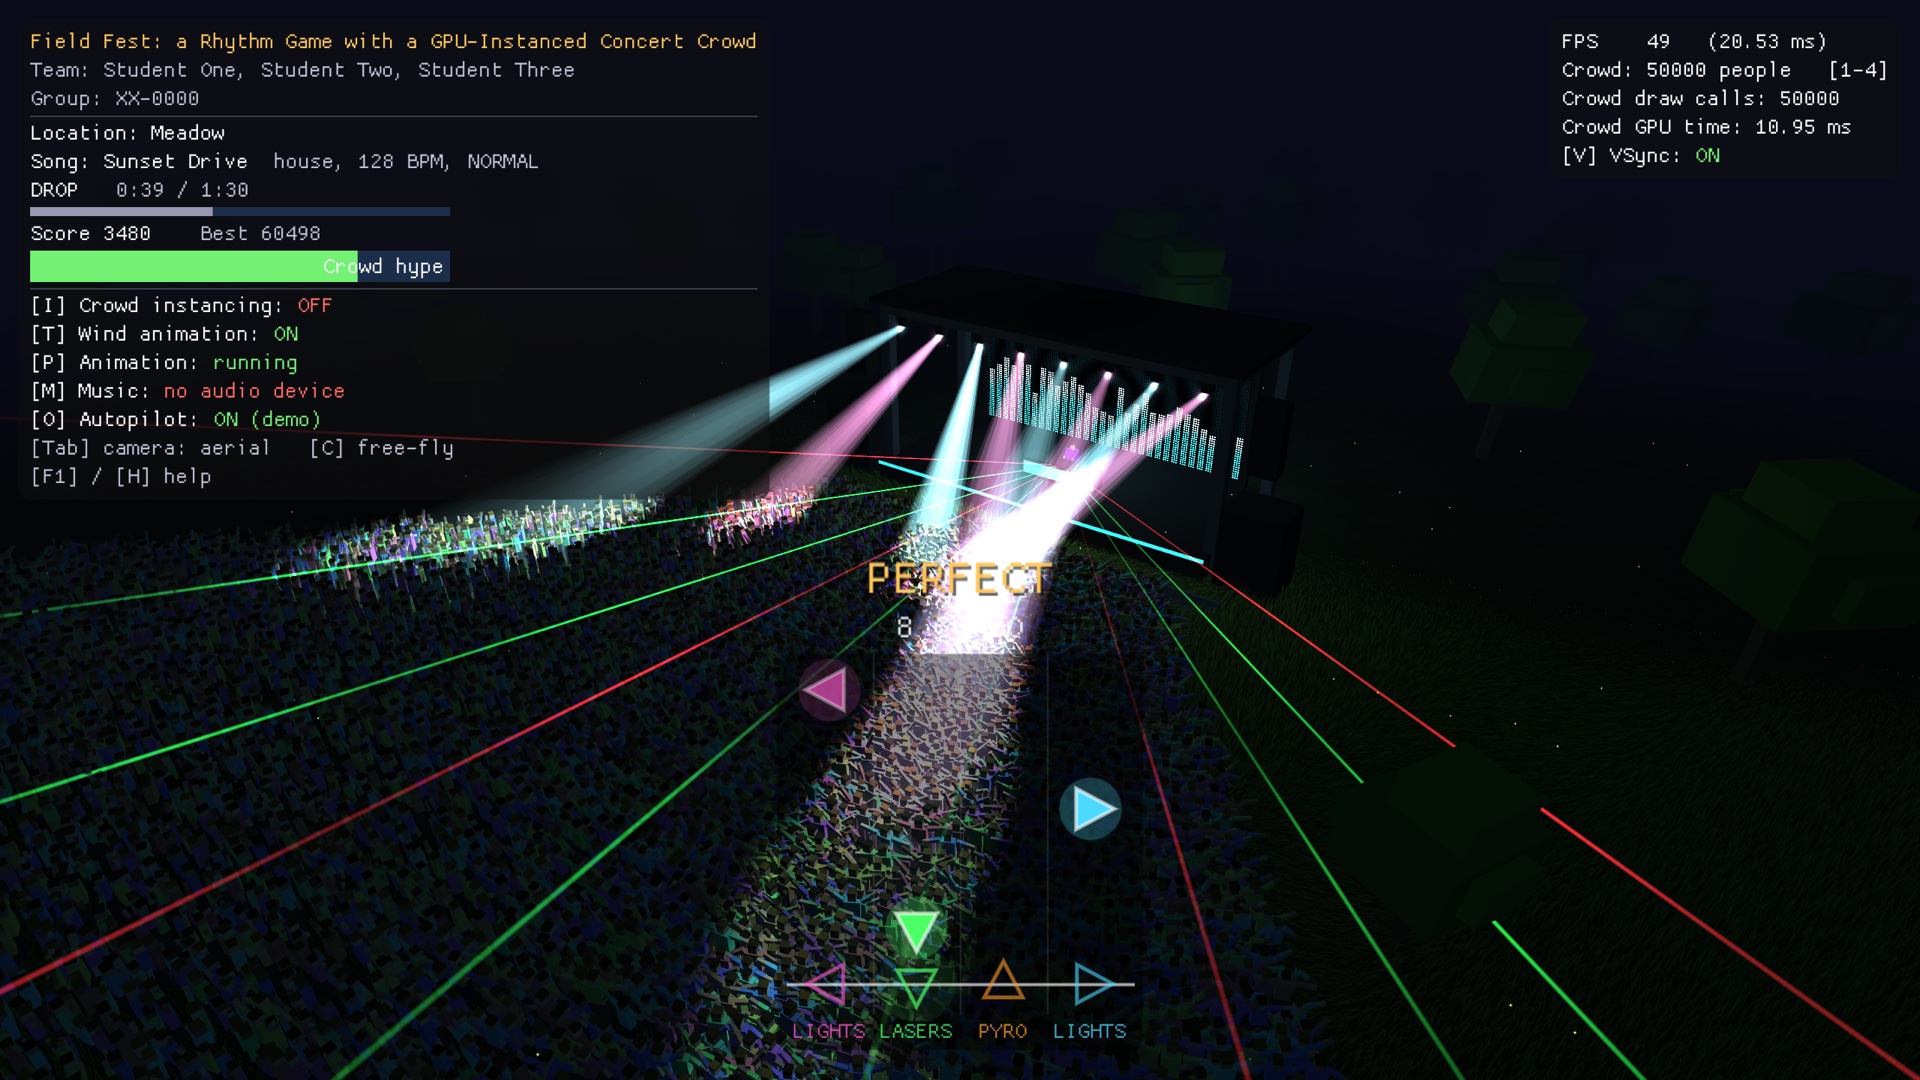 Field Fest: a Rhythm Game with a GPU-Instanced Concert Crowd
Team: Student One, Student Two, Student Three
Group: XX-0000
Location: Meadow
Song: Sunset Drive house, 128 BPM, NORMAL
DROP 0:39 / 1:30
Score 3480 Best 60498
Crowd hype
[I] Crowd instancing: OFF
[T] Wind animation: ON
[P] Animation: running
[M] Music: no audio device
[O] Autopilot: ON (demo)
[Tab] camera: aerial [C] free-fly
[F1] / [H] help
FPS 49 (20.53 ms)
Crowd: 50000 people [1-4]
Crowd draw calls: 50000
Crowd GPU time: 10.95 ms
[V] VSync: ON
PERFECT
8
LIGHTS LASERS PYRO LIGHTS